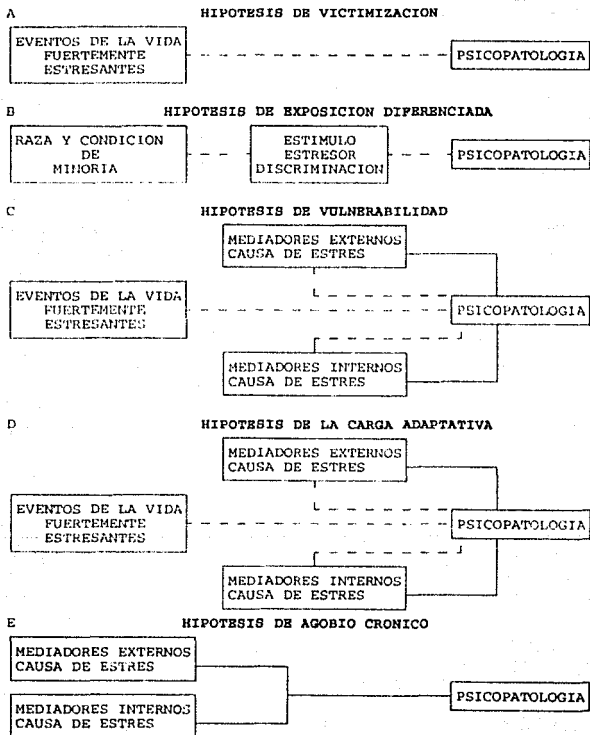 A HIPOTESIS DE VICTIMIZACION
EVENTOS DE LA VIDA
FUERTEMENTE
ESTRESANTES
PSICOPATOLOGIA
B HIPOTESIS DE EXPOSICION DIFERENCIADA
RAZA Y CONDICION
DE
MINORIA
ESTIMULO
ESTRESOR
DISCRIMINACION
PSICOPATOLOGIA
C HIPOTESIS DE VULNERABILIDAD
MEDIADORES EXTERNOS
CAUSA DE ESTRES
EVENTOS DE LA VIDA
FUERTEMENTE
ESTRESANTES
PSICOPATOLOGIA
MEDIADORES INTERNOS
CAUSA DE ESTRES
D HIPOTESIS DE LA CARGA ADAPTATIVA
MEDIADORES EXTERNOS
CAUSA DE ESTRES
EVENTOS DE LA VIDA
FUERTEMENTE
ESTRESANTES
PSICOPATOLOGIA
MEDIADORES INTERNOS
CAUSA DE ESTRES
E HIPOTESIS DE AGOBIO CRONICO
MEDIADORES EXTERNOS
CAUSA DE ESTRES
PSICOPATOLOGIA
MEDIADORES INTERNOS
CAUSA DE ESTRES